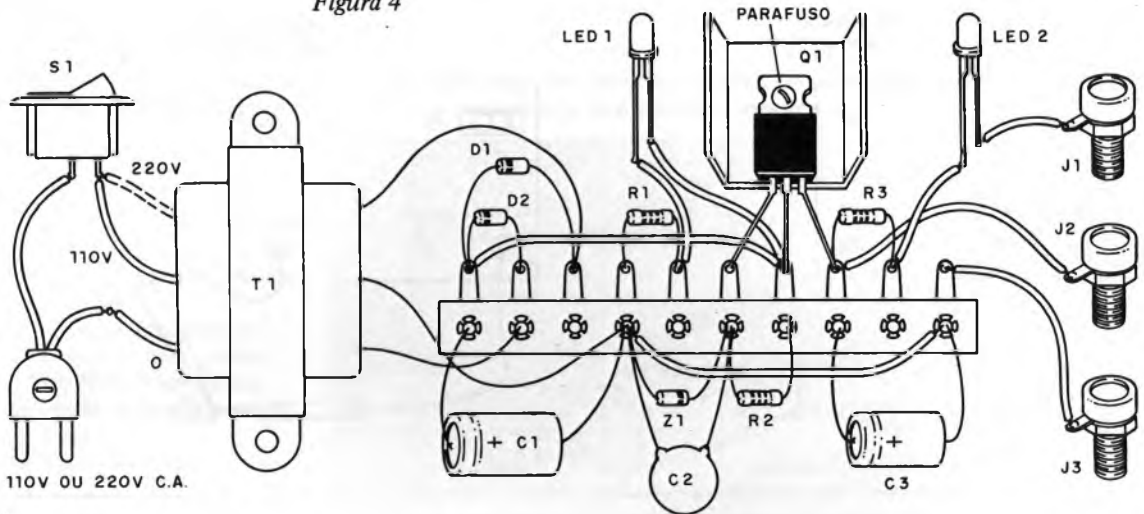 Figura 4
PARAFUSO
LED 1
Q1
LED 2
S1
220V
D1
D2
R1
R3
J1
110V
T1
J2
0
Z1
R2
+ C1
+
C2
C3
J3
110V OU 220V C.A.